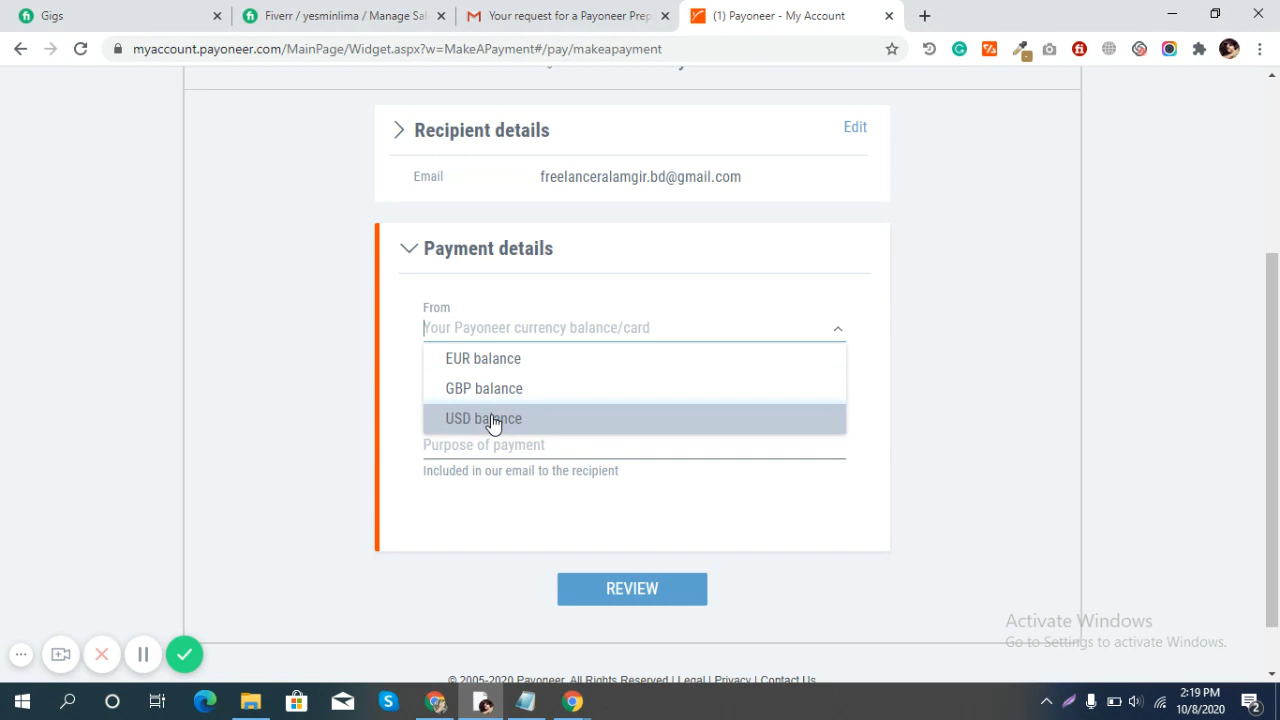 Gigs
Fiverr / yesminlima / Manage Sal
Your request for a Payoneer Prep
(1) Payoneer - My Account
myaccount.payoneer.com/MainPage/Widget.aspx?w=MakeAPayment#/pay/makeapayment
Recipient details
Edit
Email
freelanceralamgir.bd@gmail.com
Payment details
From
Your Payoneer currency balance/card
EUR balance
GBP balance
USD balance
Purpose of payment
Included in our email to the recipient
REVIEW
Activate Windows
Go to Settings to activate Windows.
© 2005-2020 Payoneer, All Rights Reserved | Legal | Privacy | Contact Us
2:19 PM
10/8/2020
2